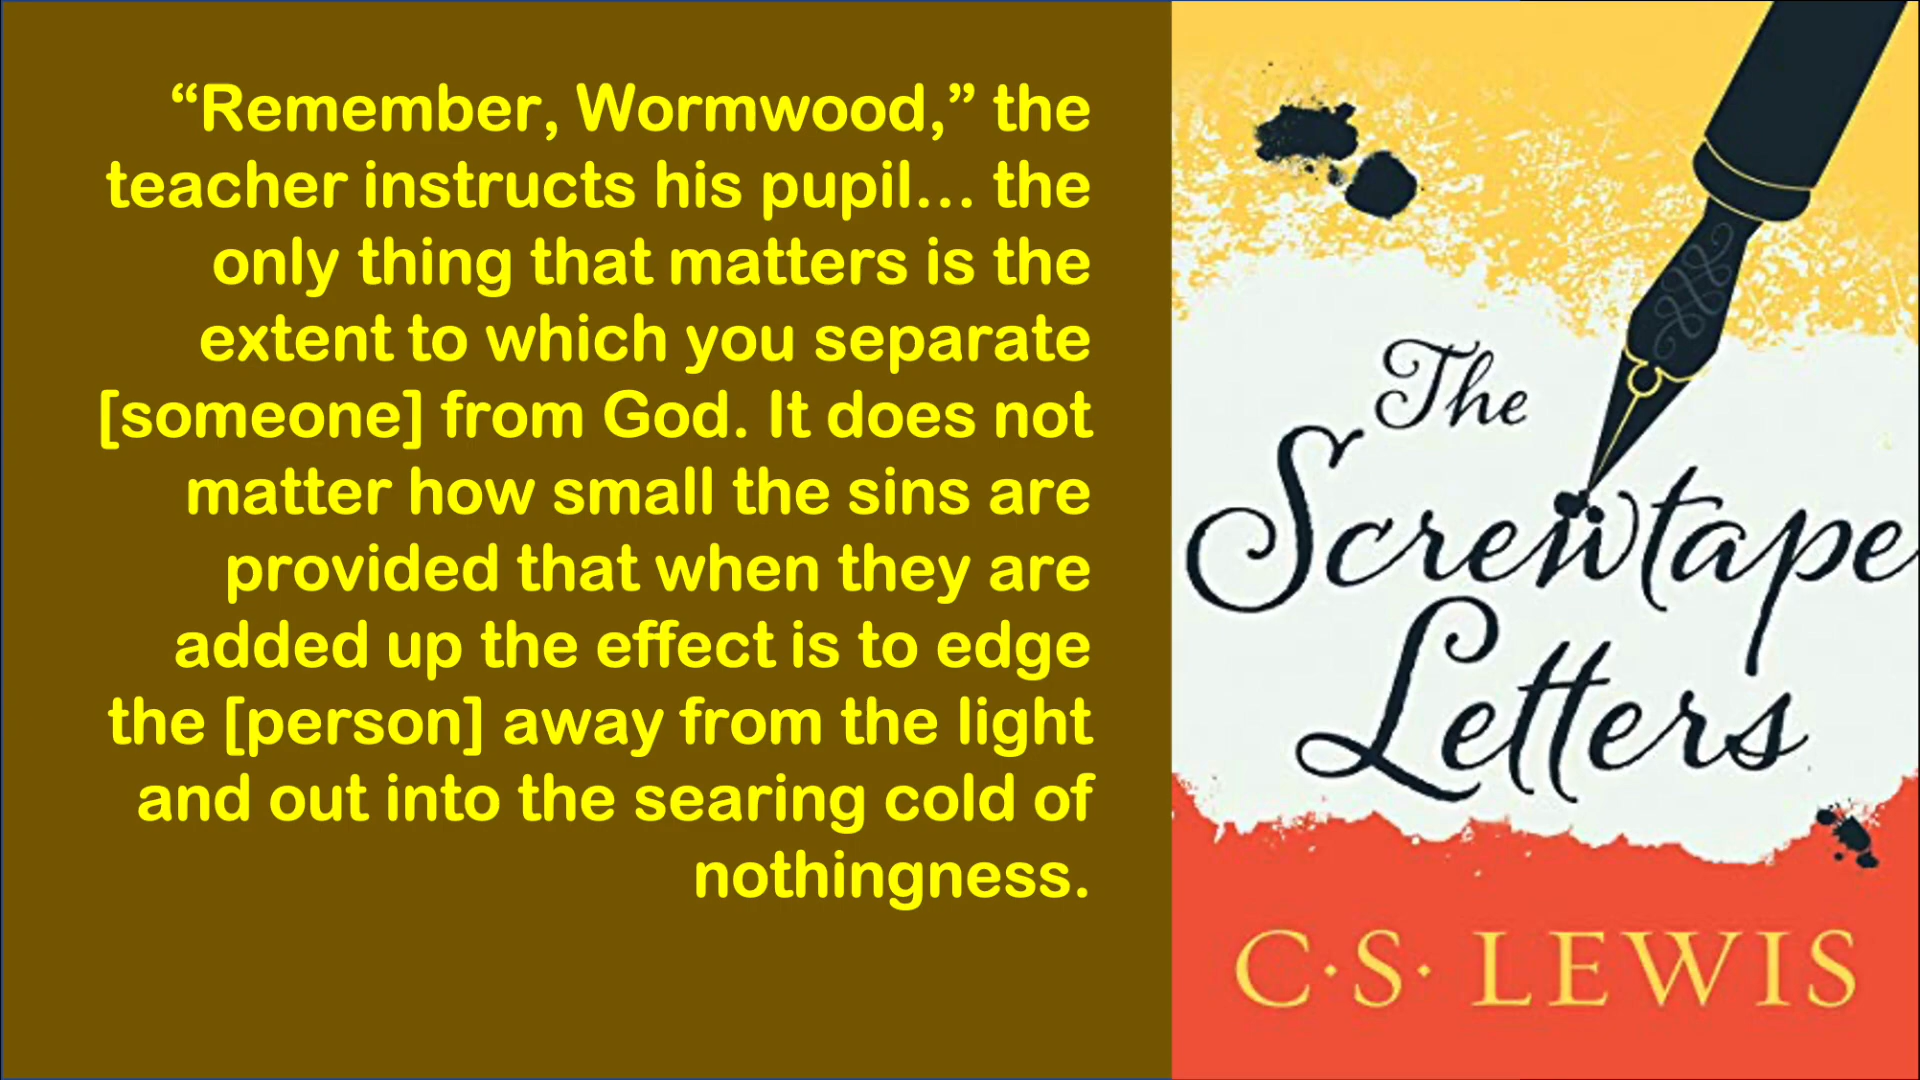 “Remember, Wormwood,” the
teacher instructs his pupil… the
only thing that matters is the
extent to which you separate
[someone] from God. It does not
matter how small the sins are
provided that when they are
added up the effect is to edge
the [person] away from the light
and out into the searing cold of
nothingness.
The
Screwtape
Letters
C·S· LEWIS